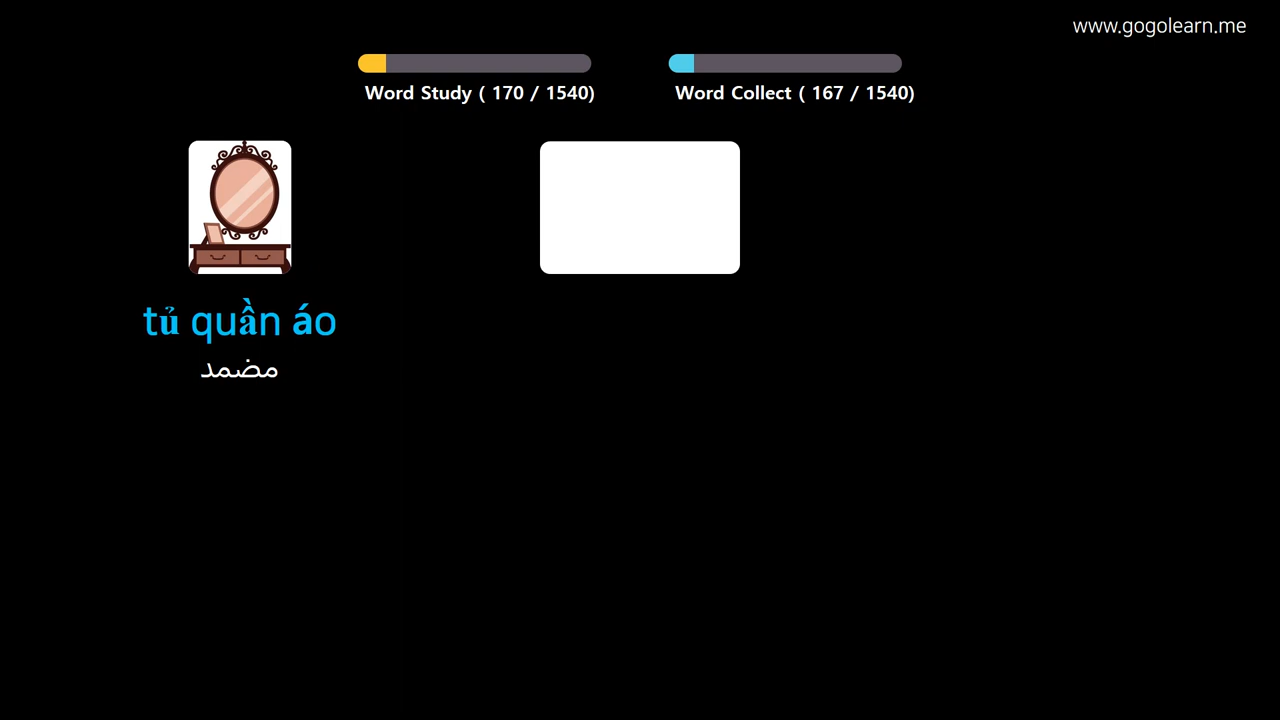 www.gogolearn.me
Word Study ( 170 / 1540)
Word Collect ( 167 / 1540)
tủ quần áo
مضمد